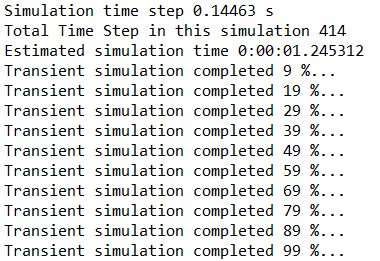 Simulation time step 0.14463 s
Total Time Step in this simulation 414
Estimated simulation time 0:00:01.245312
Transient simulation completed 9 %...
Transient simulation completed 19 %...
Transient simulation completed 29 %...
Transient simulation completed 39 %...
Transient simulation completed 49 %...
Transient simulation completed 59 %...
Transient simulation completed 69 %...
Transient simulation completed 79 %...
Transient simulation completed 89 %...
Transient simulation completed 99 %...